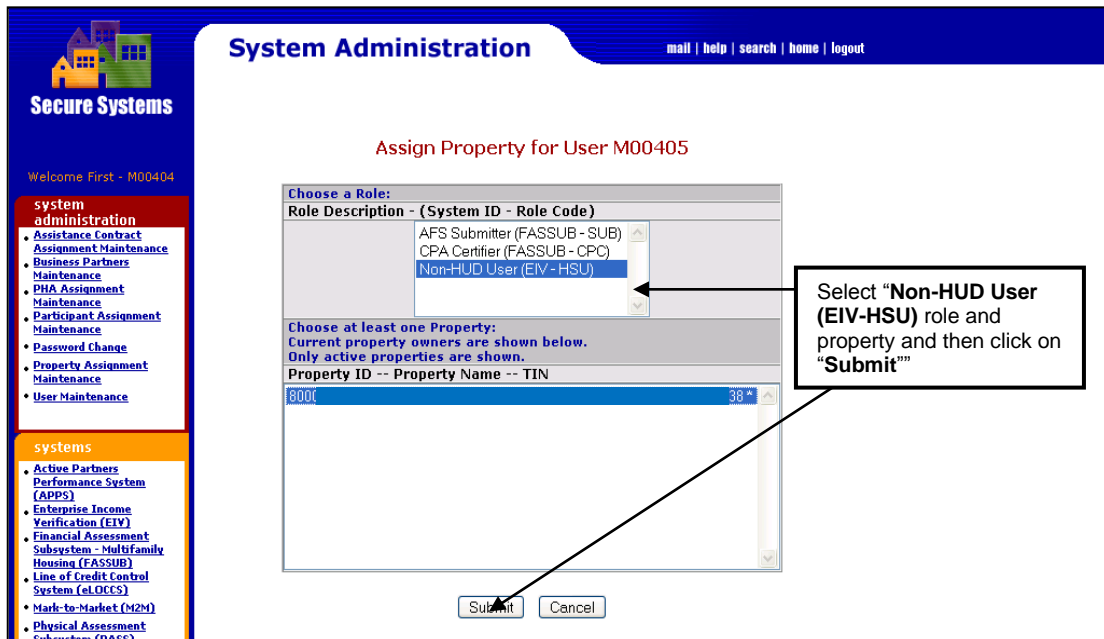 System Administration
mail | help | search | home | logout
Secure Systems
Welcome First - M00404
system
administration
Assistance Contract
Assignment Maintenance
Business Partners
Maintenance
PHA Assignment
Maintenance
Participant Assignment
Maintenance
Password Change
Property Assignment
Maintenance
User Maintenance
systems
Active Partners
Performance System
(APPS)
Enterprise Income
Verification (EIV)
Financial Assessment
Subsystem - Multifamily
Housing (FASSUB)
Line of Credit Control
System (eLOCCS)
Mark-to-Market (M2M)
Physical Assessment
Subsystem (PASS)
Assign Property for User M00405
Choose a Role:
Role Description - (System ID - Role Code)
AFS Submitter (FASSUB - SUB)
CPA Certifier (FASSUB - CPC)
Non-HUD User (EIV - HSU)
Choose at least one Property:
Current property owners are shown below.
Only active properties are shown.
Property ID -- Property Name -- TIN
38 *
Submit Cancel
Select “Non-HUD User
(EIV-HSU) role and
property and then click on
“Submit””